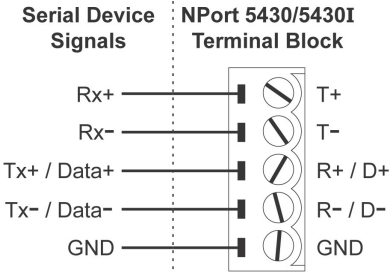 Serial Device NPort 5430/5430I
Signals Terminal Block
Rx+ T+
Rx- T-
Tx+ / Data+ R+ / D+
Tx- / Data- R- / D-
GND GND